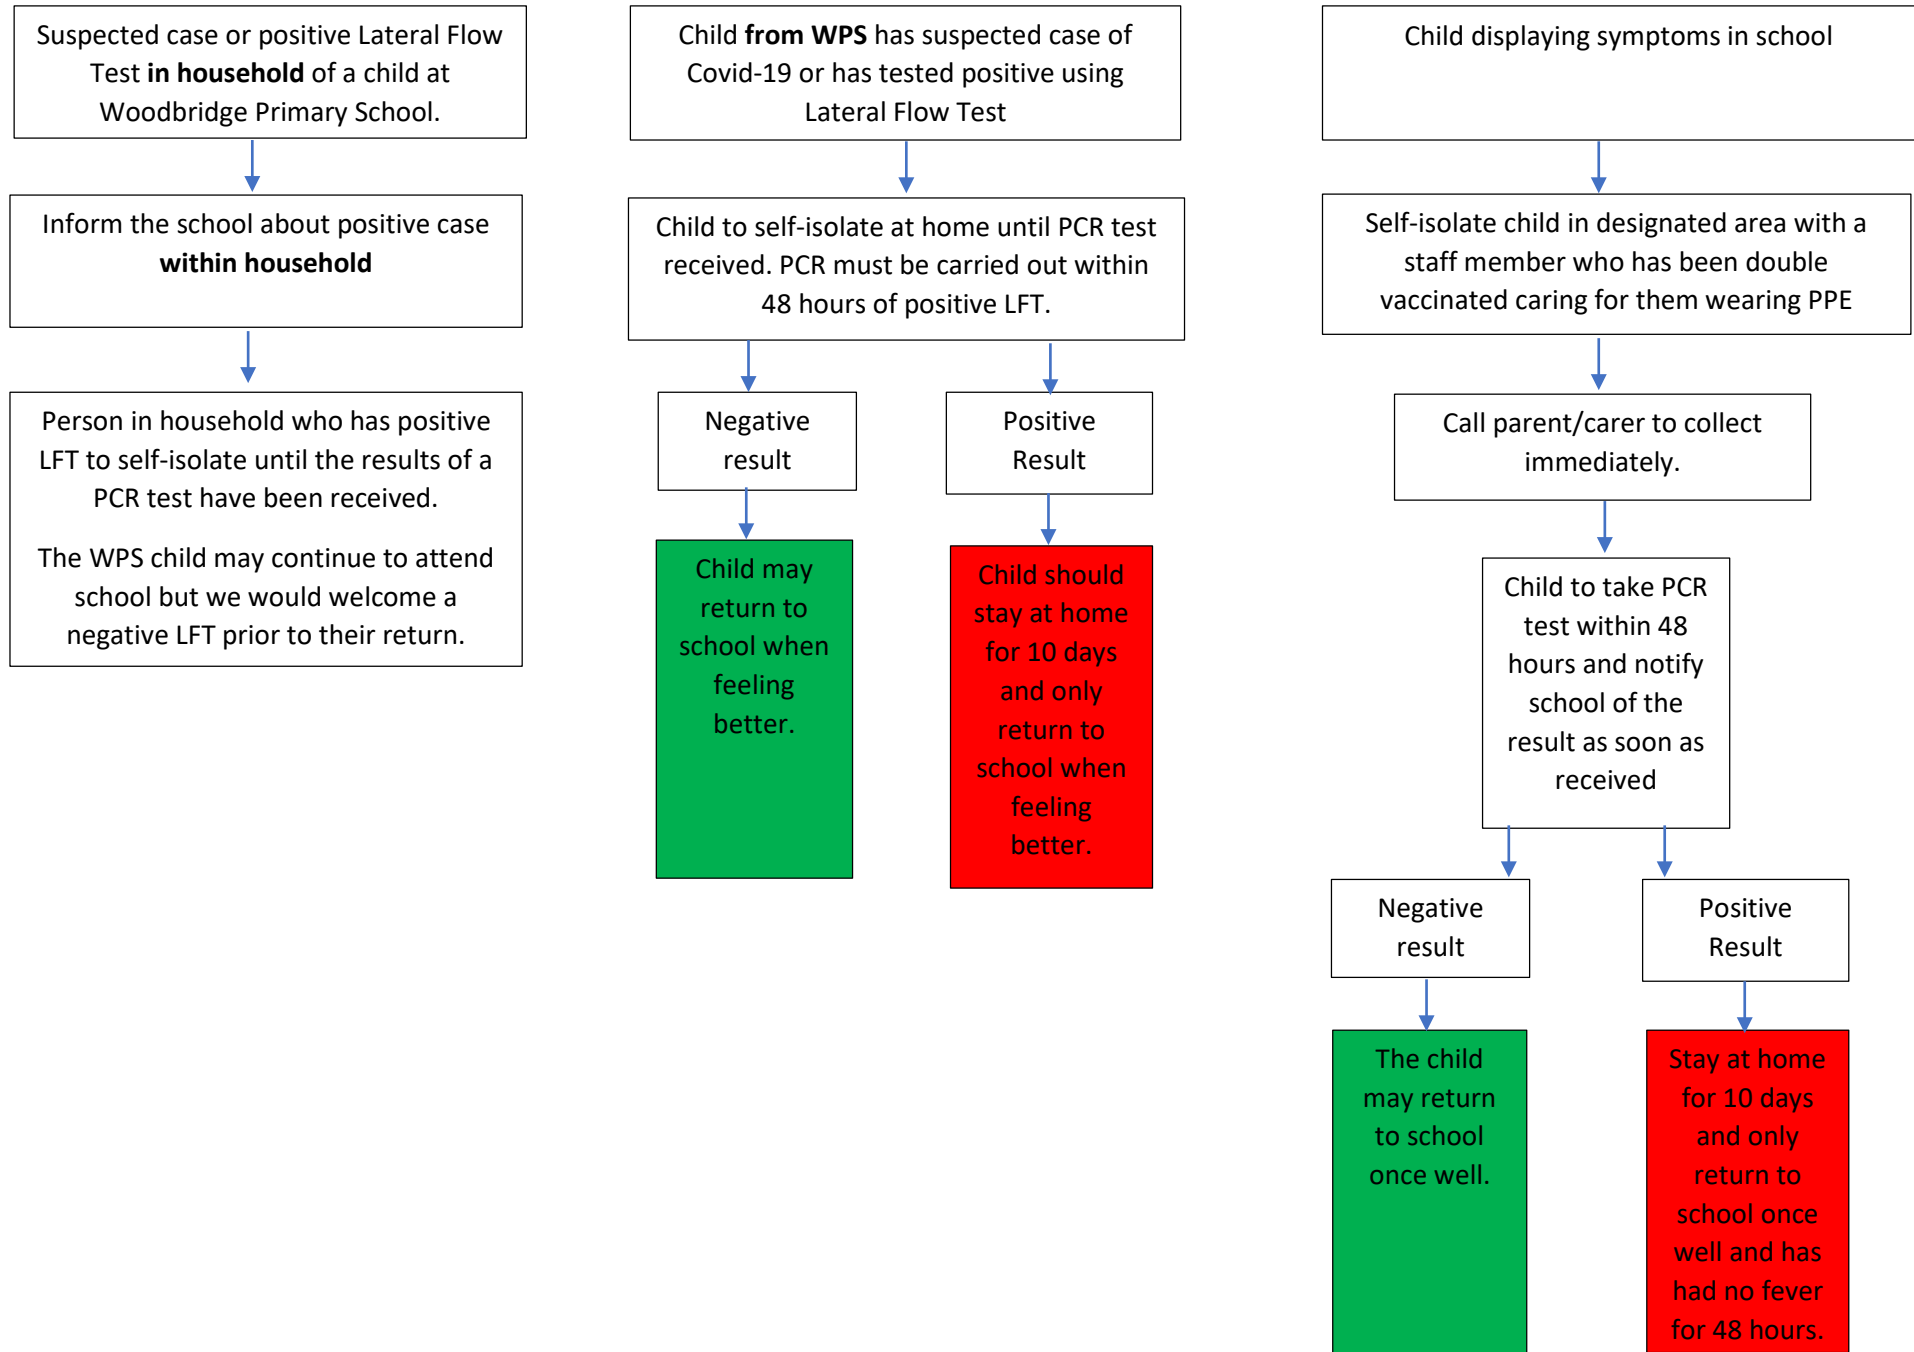 Suspected case or positive Lateral Flow
Test in household of a child at
Woodbridge Primary School.
Inform the school about positive case
within household
Person in household who has positive
LFT to self-isolate until the results of a
PCR test have been received.
The WPS child may continue to attend
school but we would welcome a
negative LFT prior to their return.
Child from WPS has suspected case of
Covid-19 or has tested positive using
Lateral Flow Test
Child to self-isolate at home until PCR test
received. PCR must be carried out within
48 hours of positive LFT.
Negative
result
Child may
return to
school when
feeling
better.
Positive
Result
Child should
stay at home
for 10 days
and only
return to
school when
feeling
better.
Child displaying symptoms in school
Self-isolate child in designated area with a
staff member who has been double
vaccinated caring for them wearing PPE
Call parent/carer to collect
immediately.
Child to take PCR
test within 48
hours and notify
school of the
result as soon as
received
Negative
result
The child
may return
to school
once well.
Positive
Result
Stay at home
for 10 days
and only
return to
school once
well and has
had no fever
for 48 hours.